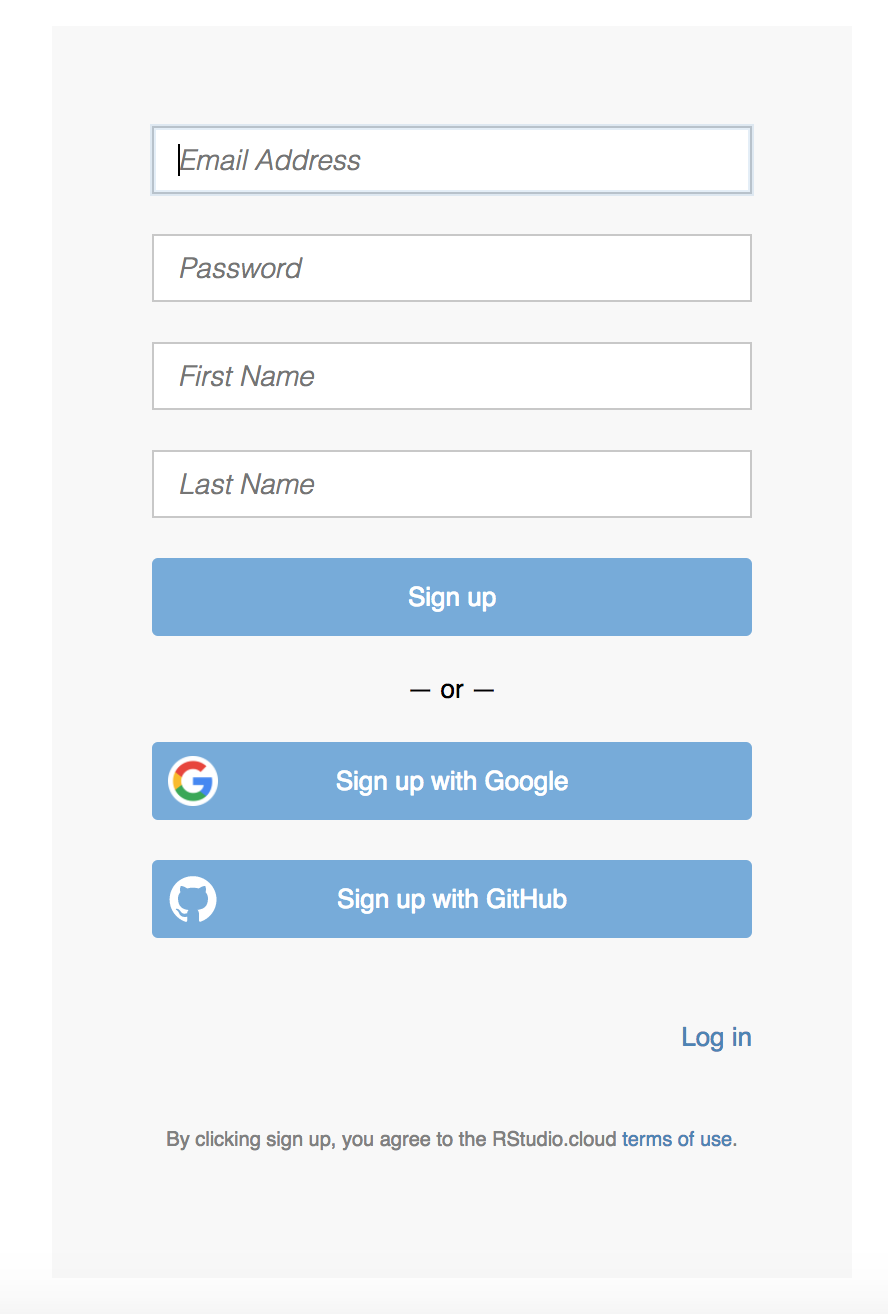 Email Address
Password
First Name
Last Name
Sign up
— or —
Sign up with Google
Sign up with GitHub
Log in
By clicking sign up, you agree to the RStudio.cloud terms of use.